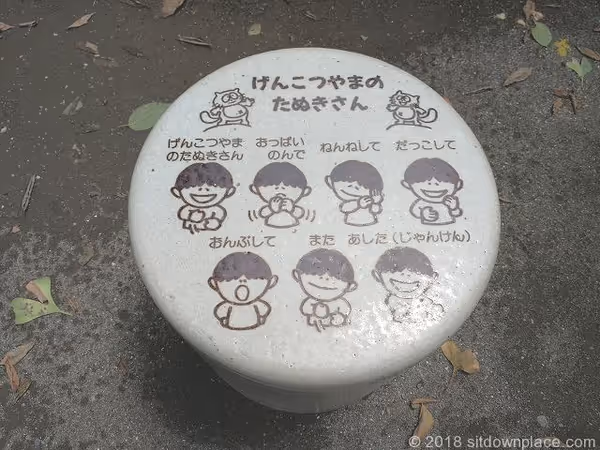 げんこつやまの
たぬきさん
げんこつやま
のたぬきさん
おっぱい
のんで
ねんねして
だっこして
おんぶして
また
あした(じゃんけん)
© 2018 sitdownplace.com